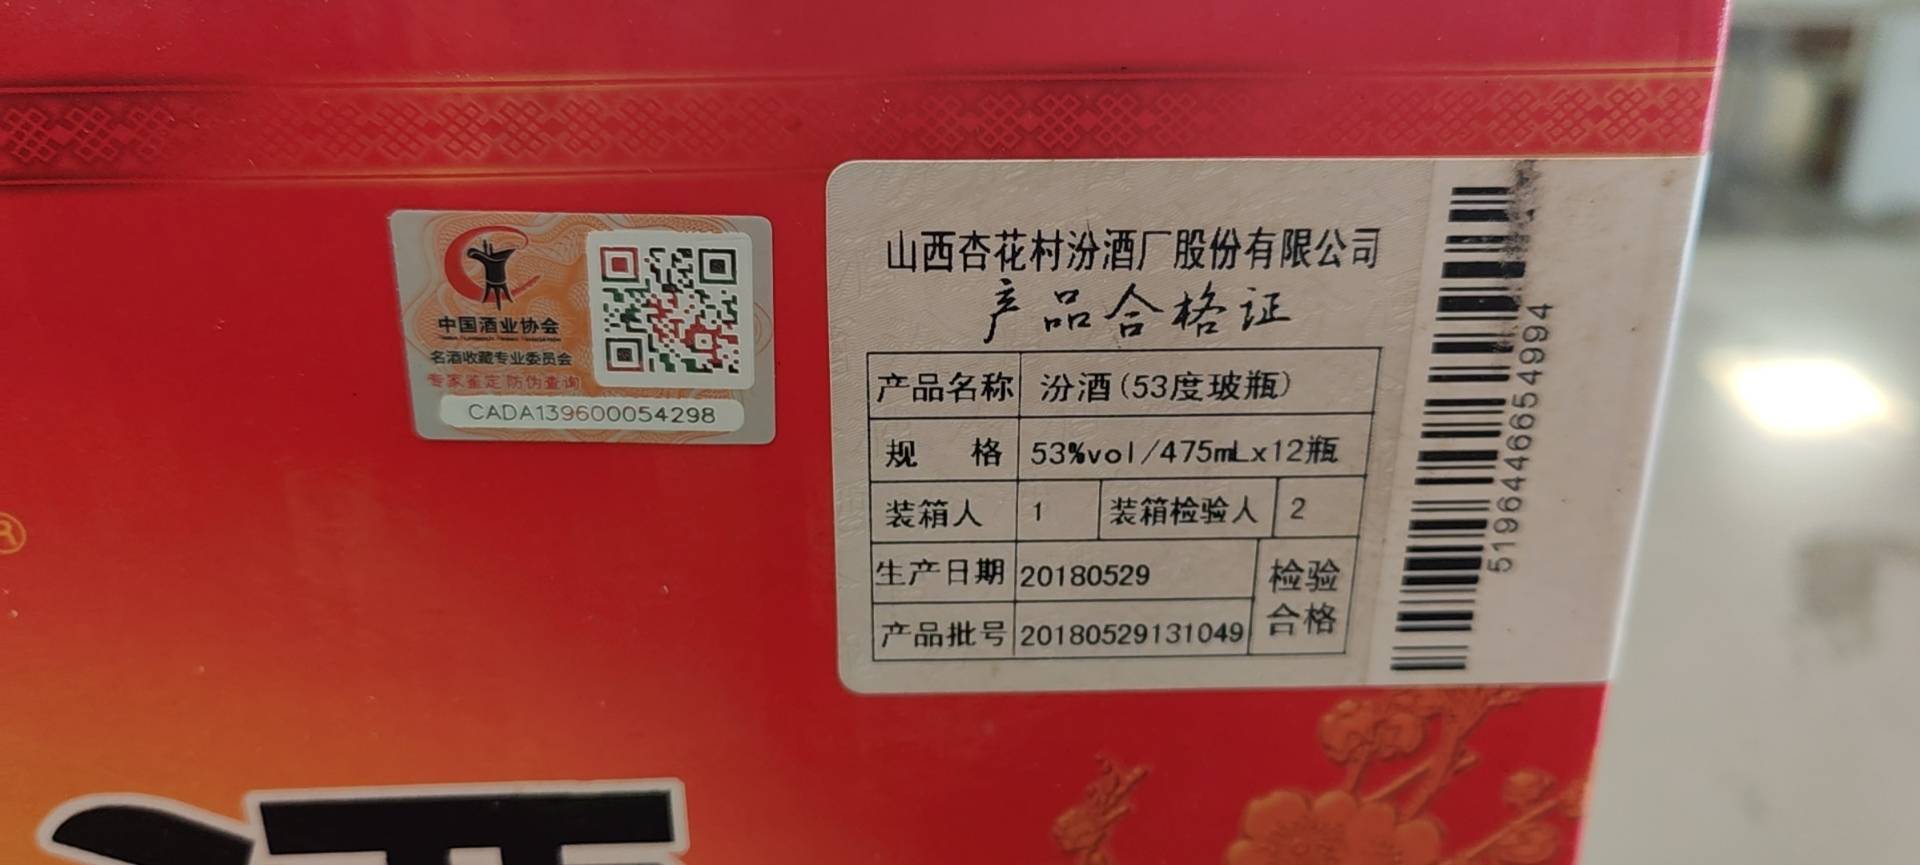 ®
中国酒业协会
名酒收藏专业委员会
专家鉴定 防伪查询
CADA139600054298
山西杏花村汾酒厂股份有限公司
产品合格证
产品名称 汾酒(53度玻瓶)
规 格 53%vol/475mLx12瓶
装箱人 1 装箱检验人 2
生产日期 20180529 检验
产品批号 20180529131049 合格
5196446654994